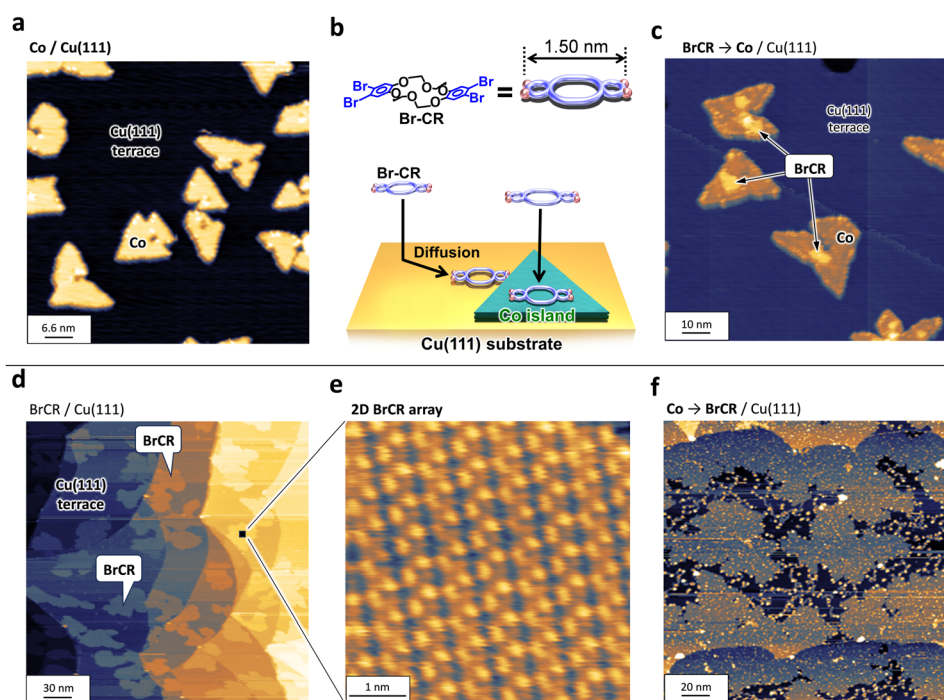 a
Co / Cu(111)
Cu(111)
terrace
Co
6.6 nm
b
1.50 nm
Br
Br
O
O
O
O
O
O
Br
Br
=
Br-CR
Br-CR
Diffusion
Co island
Cu(111) substrate
c
BrCR → Co / Cu(111)
Cu(111)
terrace
BrCR
Co
10 nm
d
BrCR / Cu(111)
BrCR
Cu(111)
terrace
BrCR
30 nm
e
2D BrCR array
1 nm
f
Co → BrCR / Cu(111)
20 nm